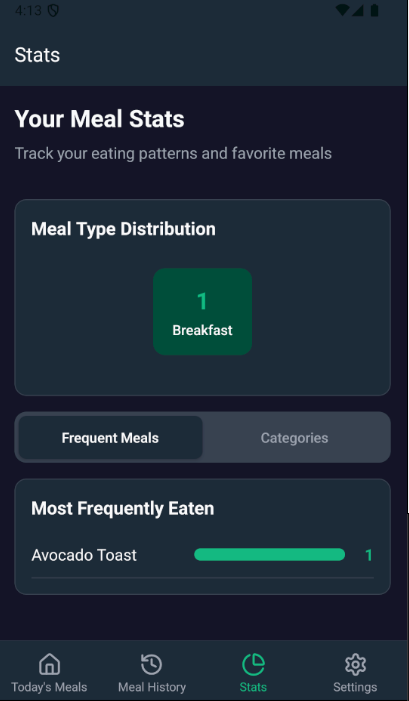 4:13
Stats
Your Meal Stats
Track your eating patterns and favorite meals
Meal Type Distribution
1
Breakfast
Frequent Meals Categories
Most Frequently Eaten
Avocado Toast 1
Today's Meals Meal History Stats Settings